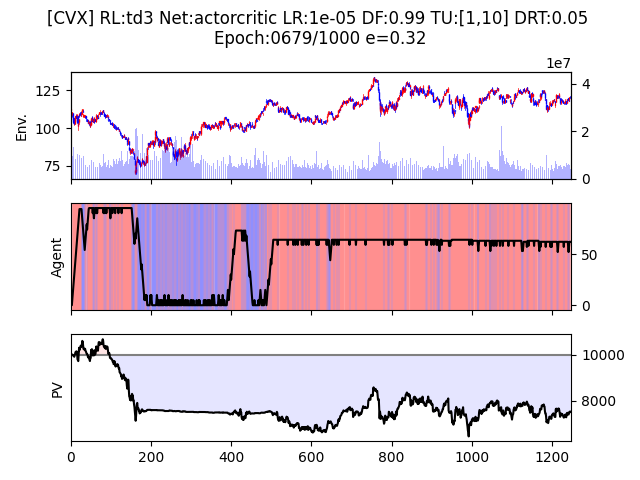 [CVX] RL:td3 Net:actorcritic LR:1e-05 DF:0.99 TU:[1,10] DRT:0.05
Epoch:0679/1000 e=0.32
1e7
125
100
75
Env.
4
2
0
Agent
50
0
PV
10000
8000
0 200 400 600 800 1000 1200